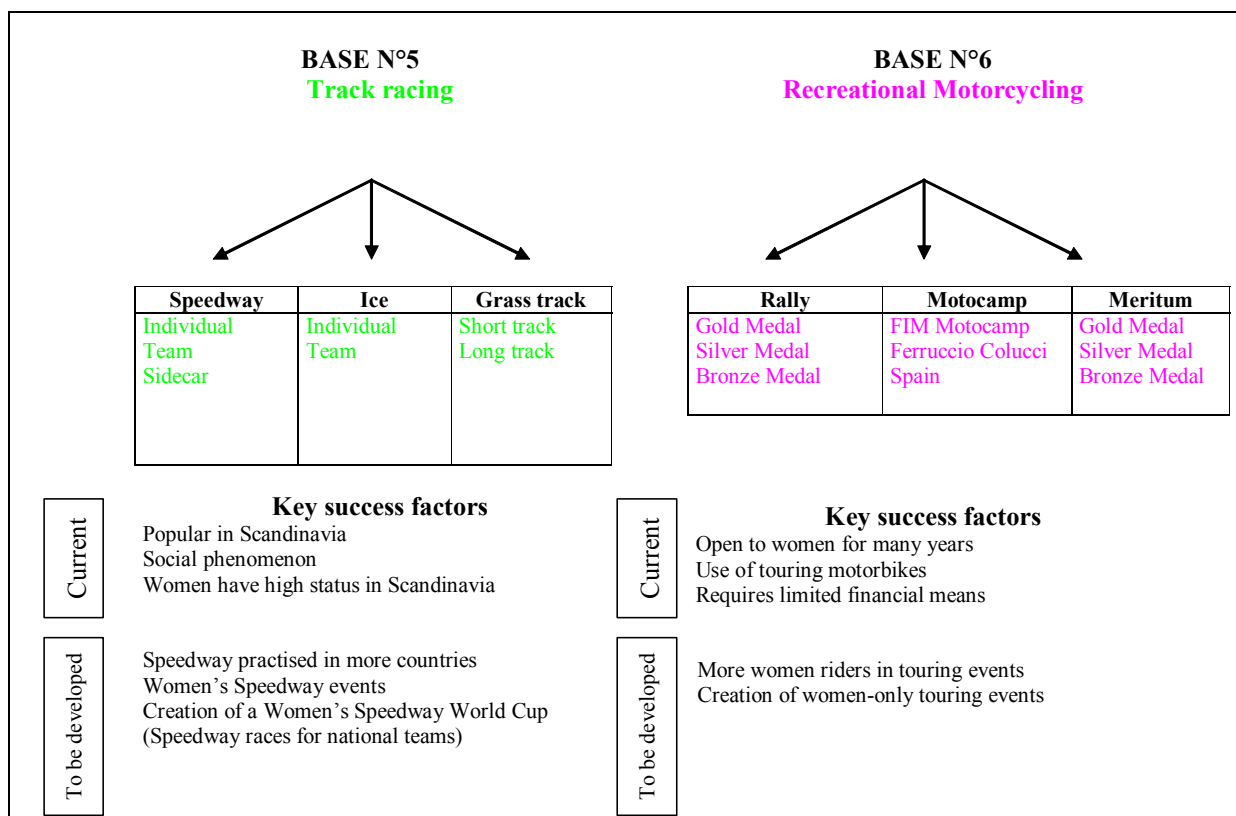 BASE N°5
Track racing
Speedway
Individual
Team
Sidecar
Ice
Individual
Team
Grass track
Short track
Long track
Key success factors
Current
Popular in Scandinavia
Social phenomenon
Women have high status in Scandinavia
To be developed
Speedway practised in more countries
Women’s Speedway events
Creation of a Women’s Speedway World Cup
(Speedway races for national teams)
BASE N°6
Recreational Motorcycling
Rally
Gold Medal
Silver Medal
Bronze Medal
Motocamp
FIM Motocamp
Ferruccio Colucci
Spain
Meritum
Gold Medal
Silver Medal
Bronze Medal
Key success factors
Current
Open to women for many years
Use of touring motorbikes
Requires limited financial means
To be developed
More women riders in touring events
Creation of women-only touring events